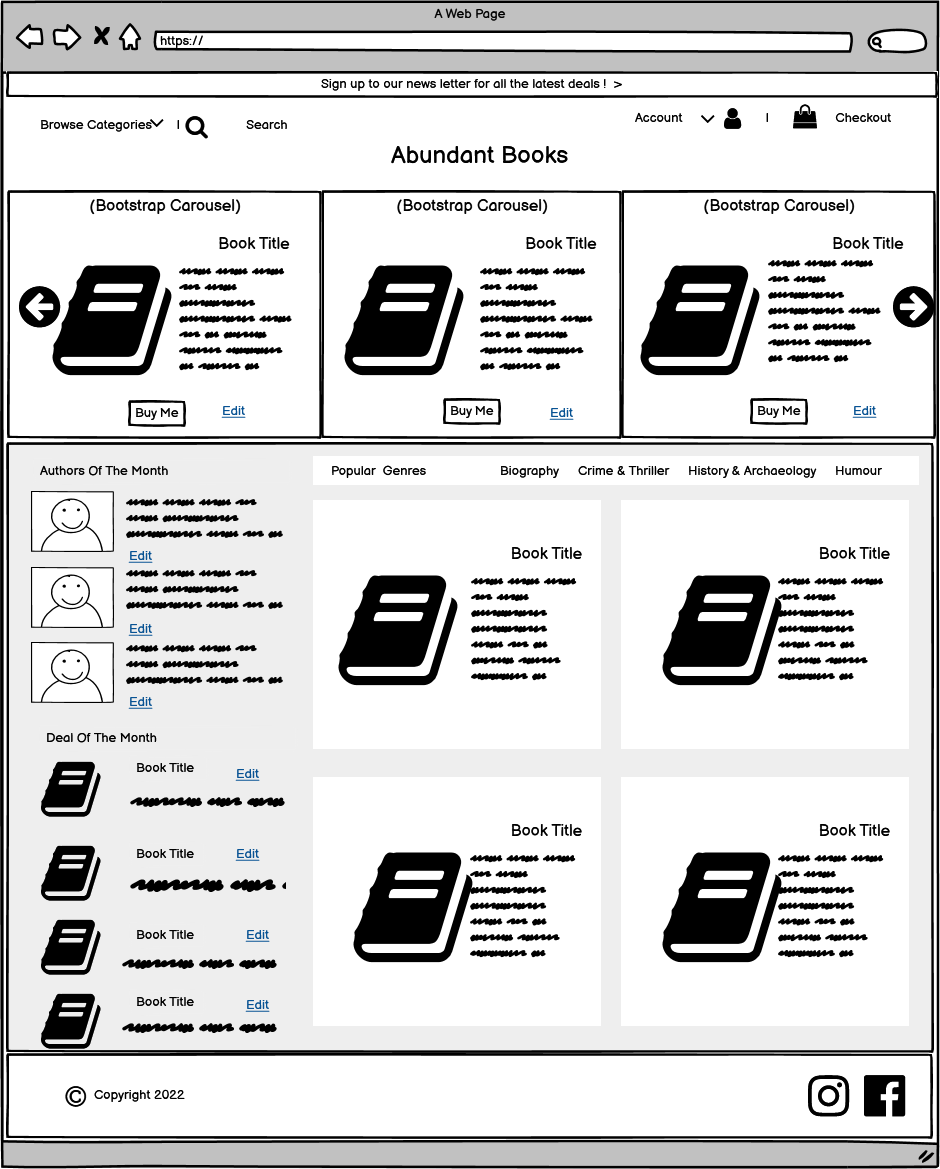 A Web Page
https://
Sign up to our news letter for all the latest deals ! >
Browse Categories | Search Account | Checkout
Abundant Books
(Bootstrap Carousel) (Bootstrap Carousel) (Bootstrap Carousel)
Book Title Book Title Book Title
Buy Me Edit Buy Me Edit Buy Me Edit
Authors Of The Month
Edit
Edit
Edit
Deal Of The Month
Book Title Edit
Book Title Edit
Book Title Edit
Book Title Edit
Popular Genres Biography Crime & Thriller History & Archaeology Humour
Book Title Book Title
Book Title Book Title
© Copyright 2022